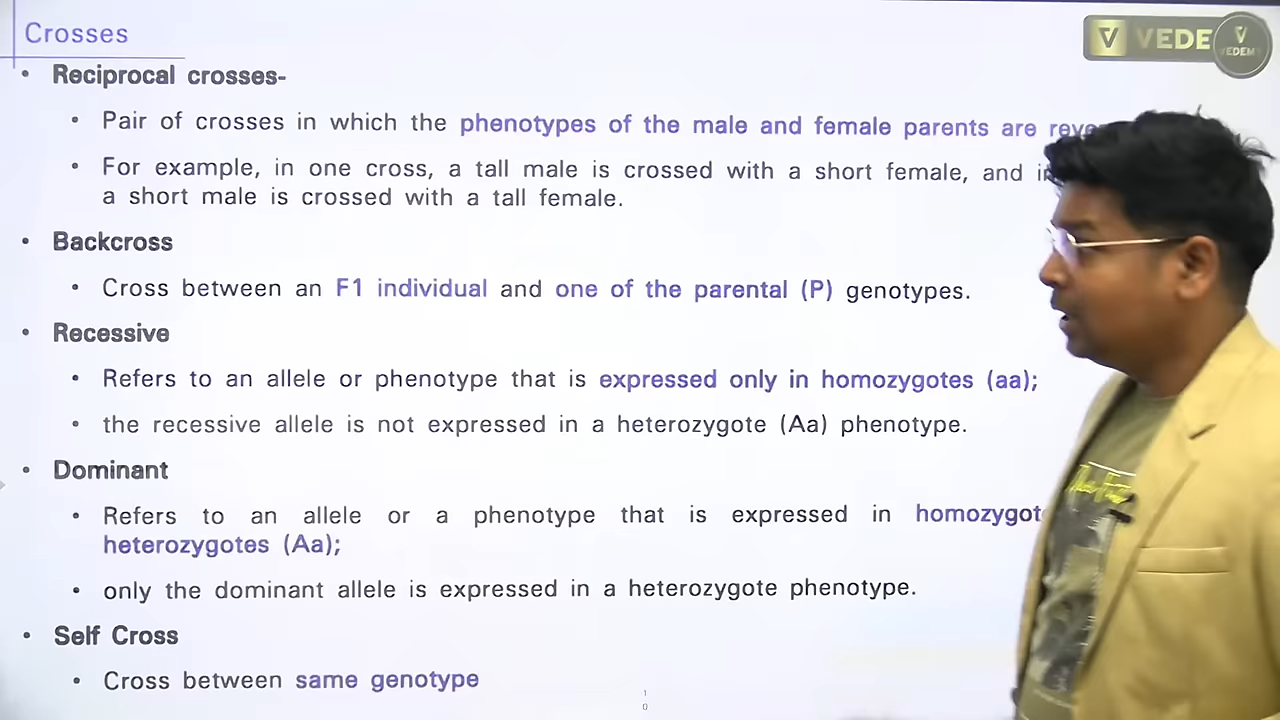 Crosses
V VEDE
V
VEDEM
• Reciprocal crosses-
• Pair of crosses in which the phenotypes of the male and female parents are
• For example, in one cross, a tall male is crossed with a short female, and
a short male is crossed with a tall female.
• Backcross
• Cross between an F1 individual and one of the parental (P) genotypes.
• Recessive
• Refers to an allele or phenotype that is expressed only in homozygotes (aa);
• the recessive allele is not expressed in a heterozygote (Aa) phenotype.
• Dominant
• Refers to an allele or a phenotype that is expressed in homozygot
heterozygotes (Aa);
• only the dominant allele is expressed in a heterozygote phenotype.
• Self Cross
• Cross between same genotype
1
0